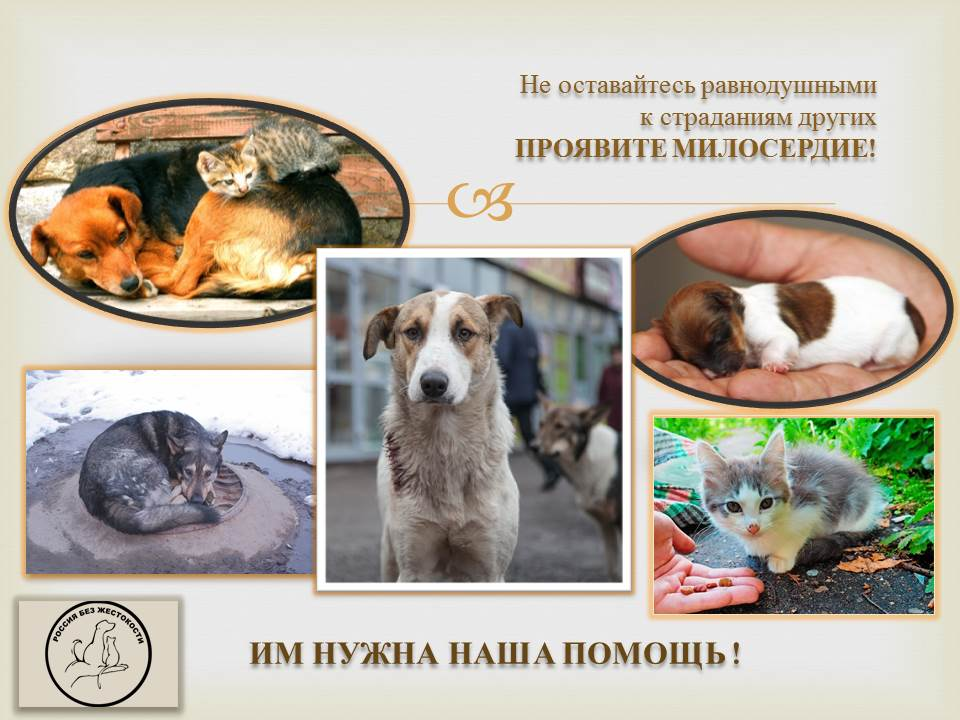 Не оставайтесь равнодушными
к страданиям других
ПРОЯВИТЕ МИЛОСЕРДИЕ!
РОССИЯ БЕЗ ЖЕСТОКОСТИ
ИМ НУЖНА НАША ПОМОЩЬ !